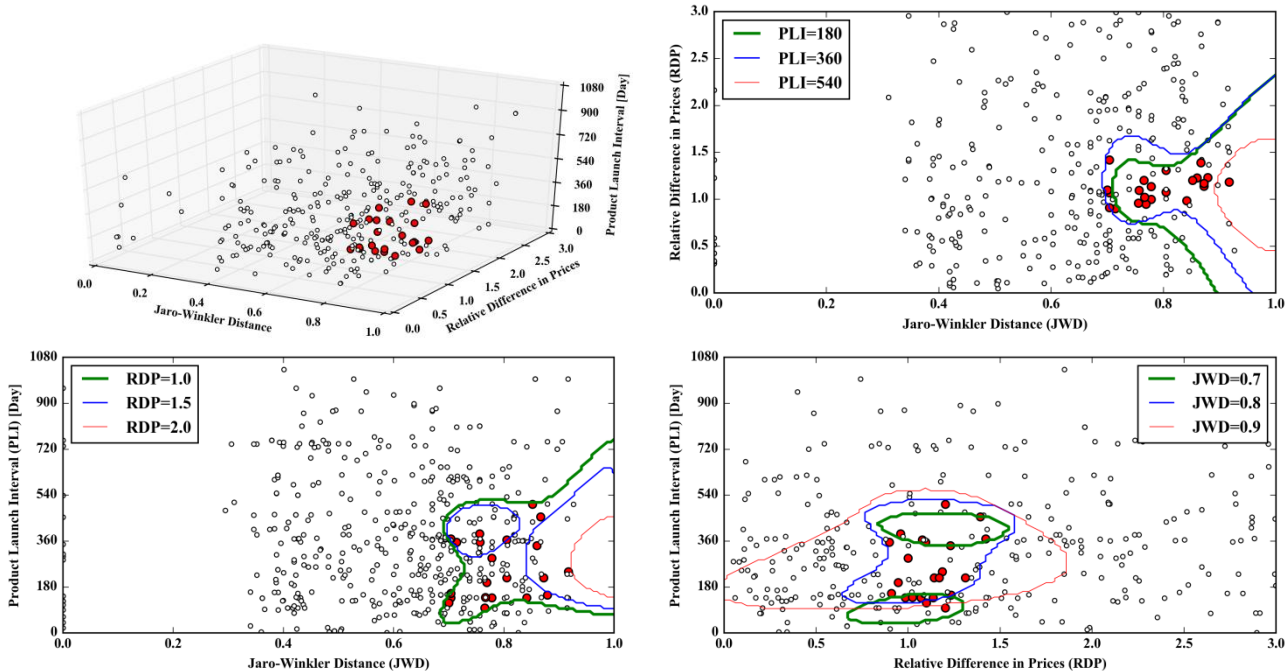 1080
900
720
540
360
180
0
Product Launch Interval [Day]
0.0
0.2
0.4
0.6
0.8
1.0
Jaro-Winkler Distance
0.0
0.5
1.0
1.5
2.0
2.5
3.0
Relative Difference in Prices
PLI=180
PLI=360
PLI=540
3.0
2.5
2.0
1.5
1.0
0.5
0.0
Relative Difference in Prices (RDP)
0.0 0.2 0.4 0.6 0.8 1.0
Jaro-Winkler Distance (JWD)
RDP=1.0
RDP=1.5
RDP=2.0
1080
900
720
540
360
180
0
Product Launch Interval (PLI) [Day]
0.0 0.2 0.4 0.6 0.8 1.0
Jaro-Winkler Distance (JWD)
JWD=0.7
JWD=0.8
JWD=0.9
1080
900
720
540
360
180
0
Product Launch Interval (PLI) [Day]
0.0 0.5 1.0 1.5 2.0 2.5 3.0
Relative Difference in Prices (RDP)